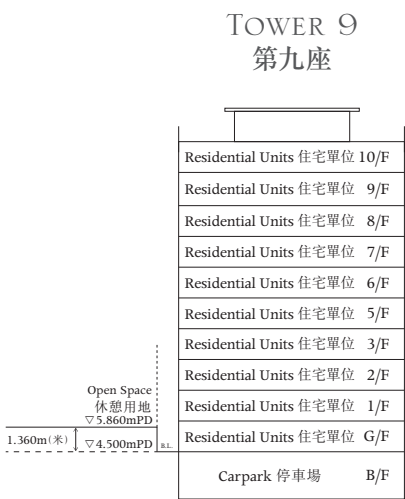 TOWER 9
第九座
Residential Units 住宅單位 10/F
Residential Units 住宅單位 9/F
Residential Units 住宅單位 8/F
Residential Units 住宅單位 7/F
Residential Units 住宅單位 6/F
Residential Units 住宅單位 5/F
Residential Units 住宅單位 3/F
Residential Units 住宅單位 2/F
Residential Units 住宅單位 1/F
Residential Units 住宅單位 G/F
Carpark 停車場 B/F
Open Space
休憩用地
▽5.860mPD
1.360m(米)
▽4.500mPD
B.L.